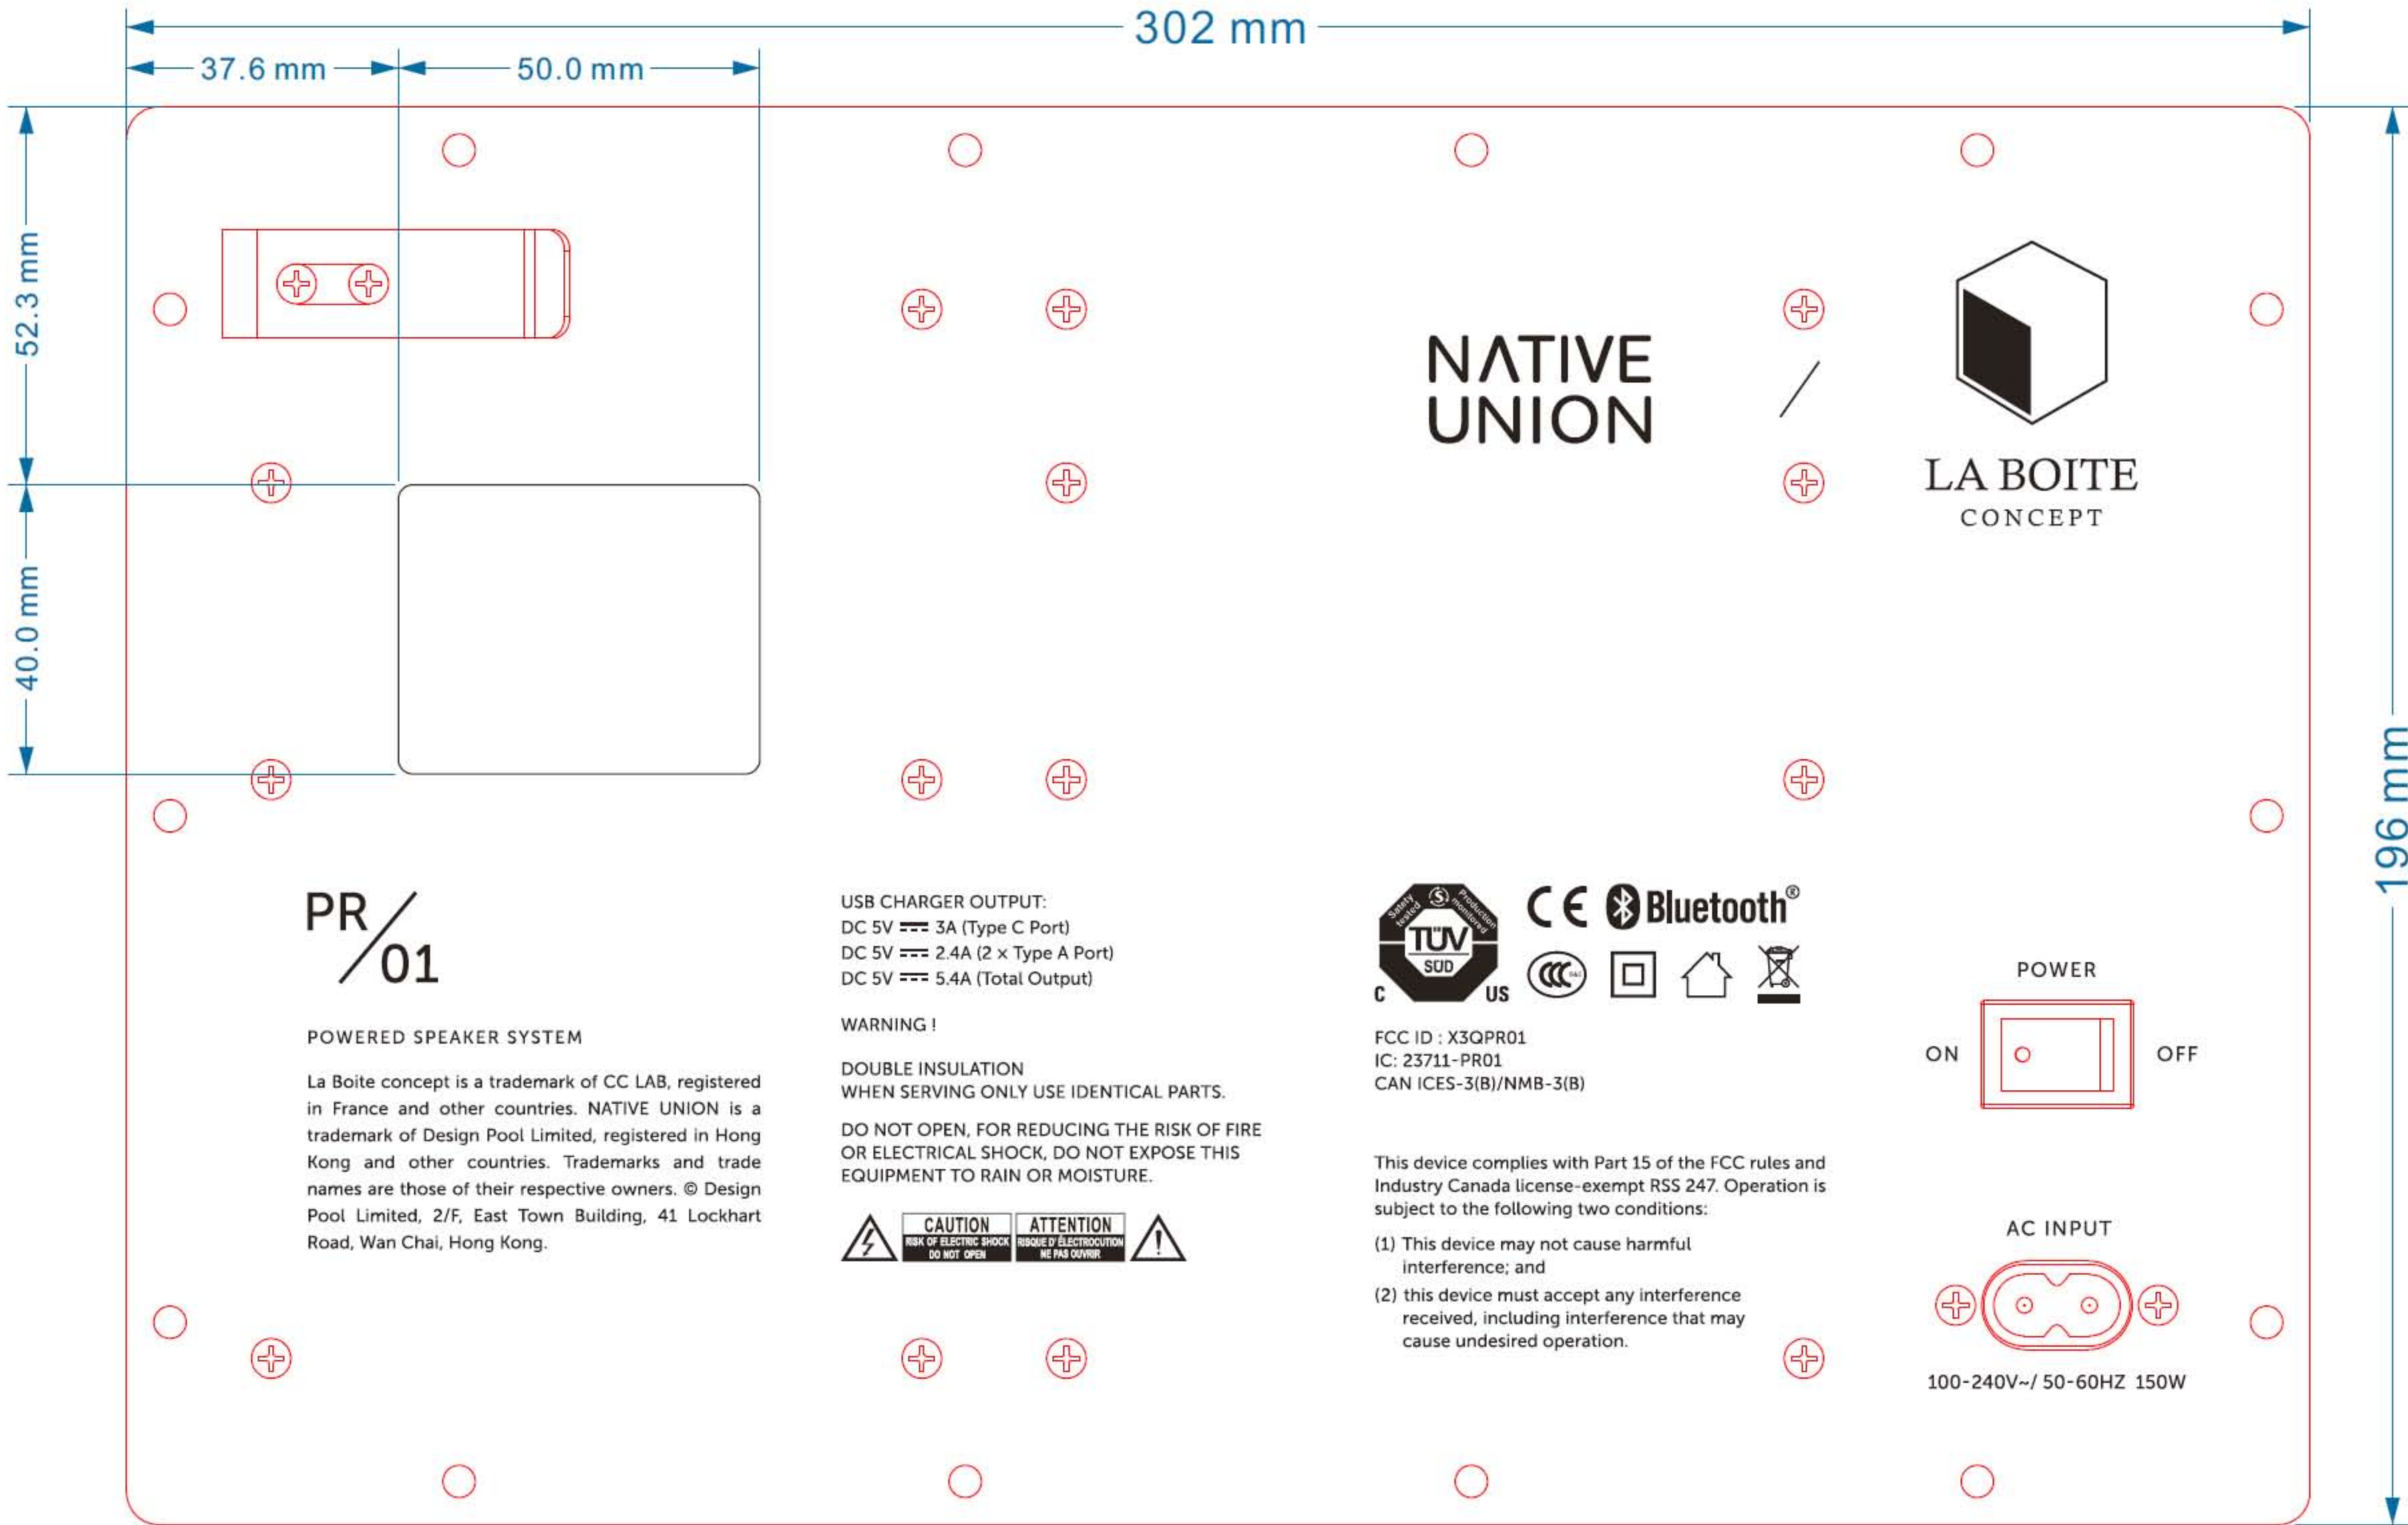 302 mm
37.6 mm
50.0 mm
52.3 mm
40.0 mm
196 mm
NATIVE
UNION
LA BOITE
CONCEPT
PR/01
POWERED SPEAKER SYSTEM
La Boite concept is a trademark of CC LAB, registered
in France and other countries. NATIVE UNION is a
trademark of Design Pool Limited, registered in Hong
Kong and other countries. Trademarks and trade
names are those of their respective owners. © Design
Pool Limited, 2/F, East Town Building, 41 Lockhart
Road, Wan Chai, Hong Kong.
USB CHARGER OUTPUT:
DC 5V ⎓ 3A (Type C Port)
DC 5V ⎓ 2.4A (2 × Type A Port)
DC 5V ⎓ 5.4A (Total Output)
WARNING !
DOUBLE INSULATION
WHEN SERVING ONLY USE IDENTICAL PARTS.
DO NOT OPEN, FOR REDUCING THE RISK OF FIRE
OR ELECTRICAL SHOCK, DO NOT EXPOSE THIS
EQUIPMENT TO RAIN OR MOISTURE.
CAUTION
RISK OF ELECTRIC SHOCK
DO NOT OPEN
ATTENTION
RISQUE D'ÉLECTROCUTION
NE PAS OUVRIR
Safety tested
S
Production monitored
TÜV
SÜD
C US
CE Bluetooth®
CCC
FCC ID : X3QPR01
IC: 23711-PR01
CAN ICES-3(B)/NMB-3(B)
This device complies with Part 15 of the FCC rules and
Industry Canada license-exempt RSS 247. Operation is
subject to the following two conditions:
(1) This device may not cause harmful
interference; and
(2) this device must accept any interference
received, including interference that may
cause undesired operation.
POWER
ON
OFF
AC INPUT
100-240V~/ 50-60HZ 150W